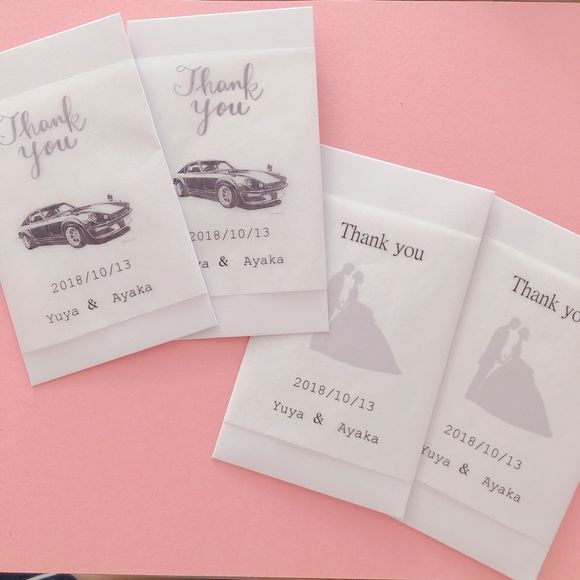 Thank
you
2018/10/13
Yuya & Ayaka
Thank
you
2018/10/13
Yuya & Ayaka
Thank you
2018/10/13
Yuya & Ayaka
Thank yo
2018/10/13
Yuya & Ayaka